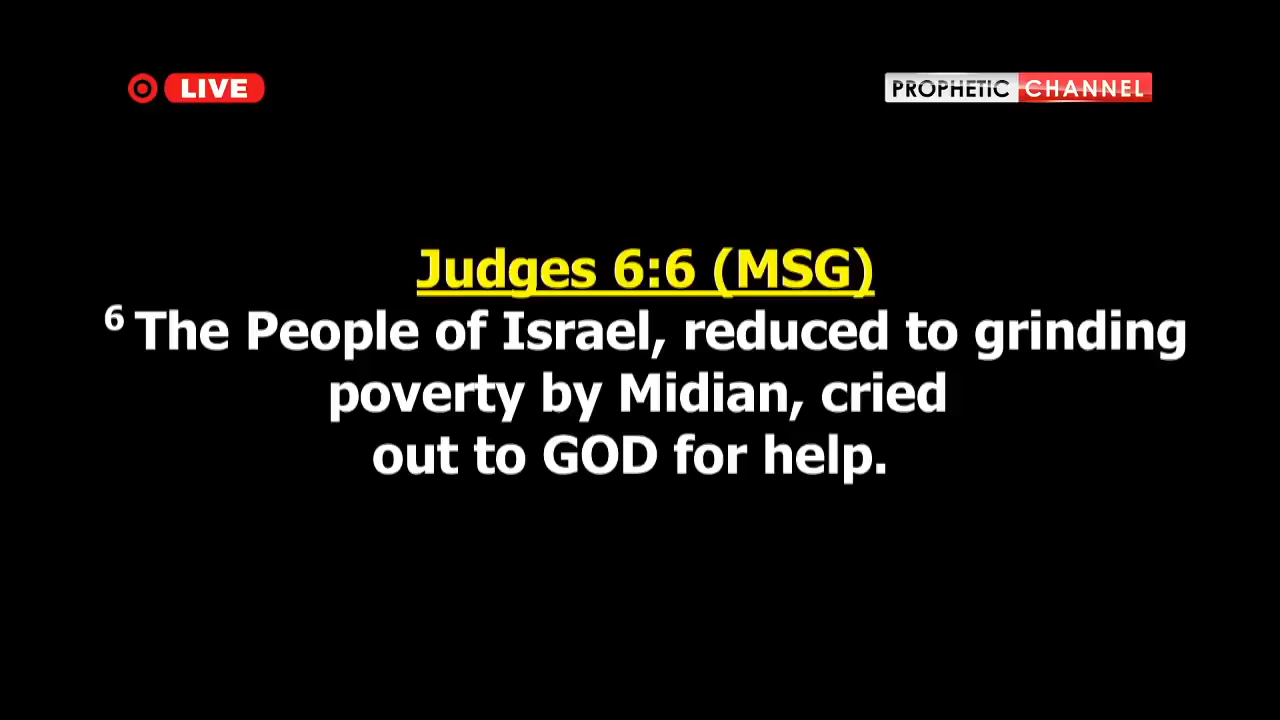 LIVE
PROPHETIC CHANNEL
Judges 6:6 (MSG)
6 The People of Israel, reduced to grinding
poverty by Midian, cried
out to GOD for help.